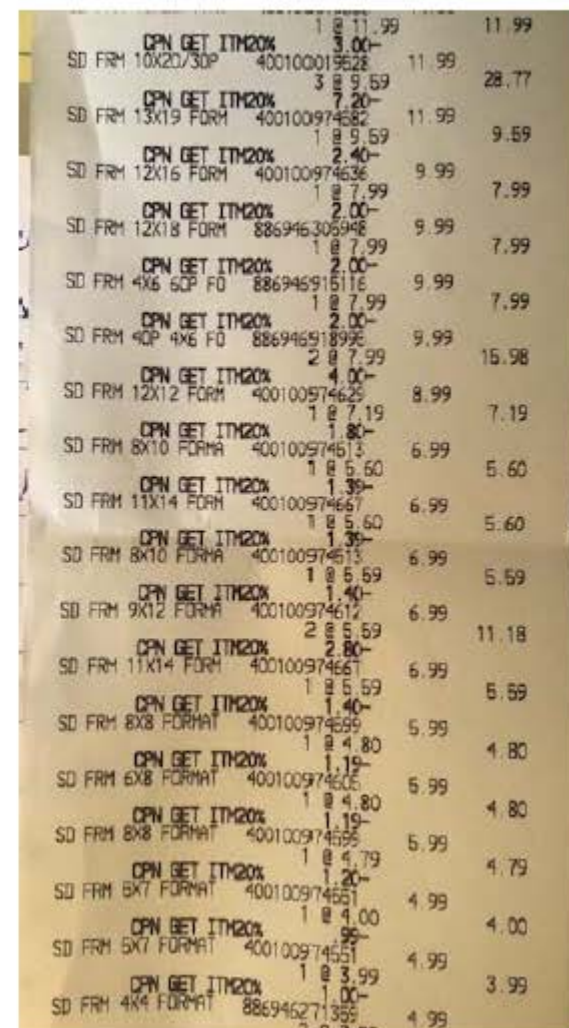 1 @ 11.99 11.99
CPN GET ITM20% 3.00-
SD FRM 10X20/30P 400100019528 11.99
3 @ 9.59 28.77
CPN GET ITM20% 7.20-
SD FRM 13X19 FORM 400100974682 11.99
1 @ 9.59 9.59
CPN GET ITM20% 2.40-
SD FRM 12X16 FORM 400100974636 9.99
1 @ 7.99 7.99
CPN GET ITM20% 2.00-
SD FRM 12X18 FORM 886946306948 9.99
1 @ 7.99 7.99
CPN GET ITM20% 2.00-
SD FRM 4X6 6OP FO 886946915116 9.99
1 @ 7.99 7.99
CPN GET ITM20% 2.00-
SD FRM 4OP 4X6 FO 886946918995 9.99
2 @ 7.99 15.98
CPN GET ITM20% 4.00-
SD FRM 12X12 FORM 400100974629 8.99
1 @ 7.19 7.19
CPN GET ITM20% 1.80-
SD FRM 8X10 FORMA 400100974513 6.99
1 @ 5.60 5.60
CPN GET ITM20% 1.39-
SD FRM 11X14 FORM 400100974667 6.99
1 @ 5.60 5.60
CPN GET ITM20% 1.39-
SD FRM 8X10 FORMA 400100974513 6.99
1 @ 5.59 5.59
CPN GET ITM20% 1.40-
SD FRM 9X12 FORMA 400100974612 6.99
2 @ 5.59 11.18
CPN GET ITM20% 2.80-
SD FRM 11X14 FORM 400100974667 6.99
1 @ 5.59 5.59
CPN GET ITM20% 1.40-
SD FRM 8X8 FORMAT 400100974599 5.99
1 @ 4.80 4.80
CPN GET ITM20% 1.19-
SD FRM 6X8 FORMAT 400100974605 5.99
1 @ 4.80 4.80
CPN GET ITM20% 1.19-
SD FRM 8X8 FORMAT 400100974599 5.99
1 @ 4.79 4.79
CPN GET ITM20% 1.20-
SD FRM 5X7 FORMAT 400100974551 4.99
1 @ 4.00 4.00
CPN GET ITM20% .99-
SD FRM 5X7 FORMAT 400100974551 4.99
1 @ 3.99 3.99
CPN GET ITM20% 1.00-
SD FRM 4X4 FORMAT 886946271359 4.99